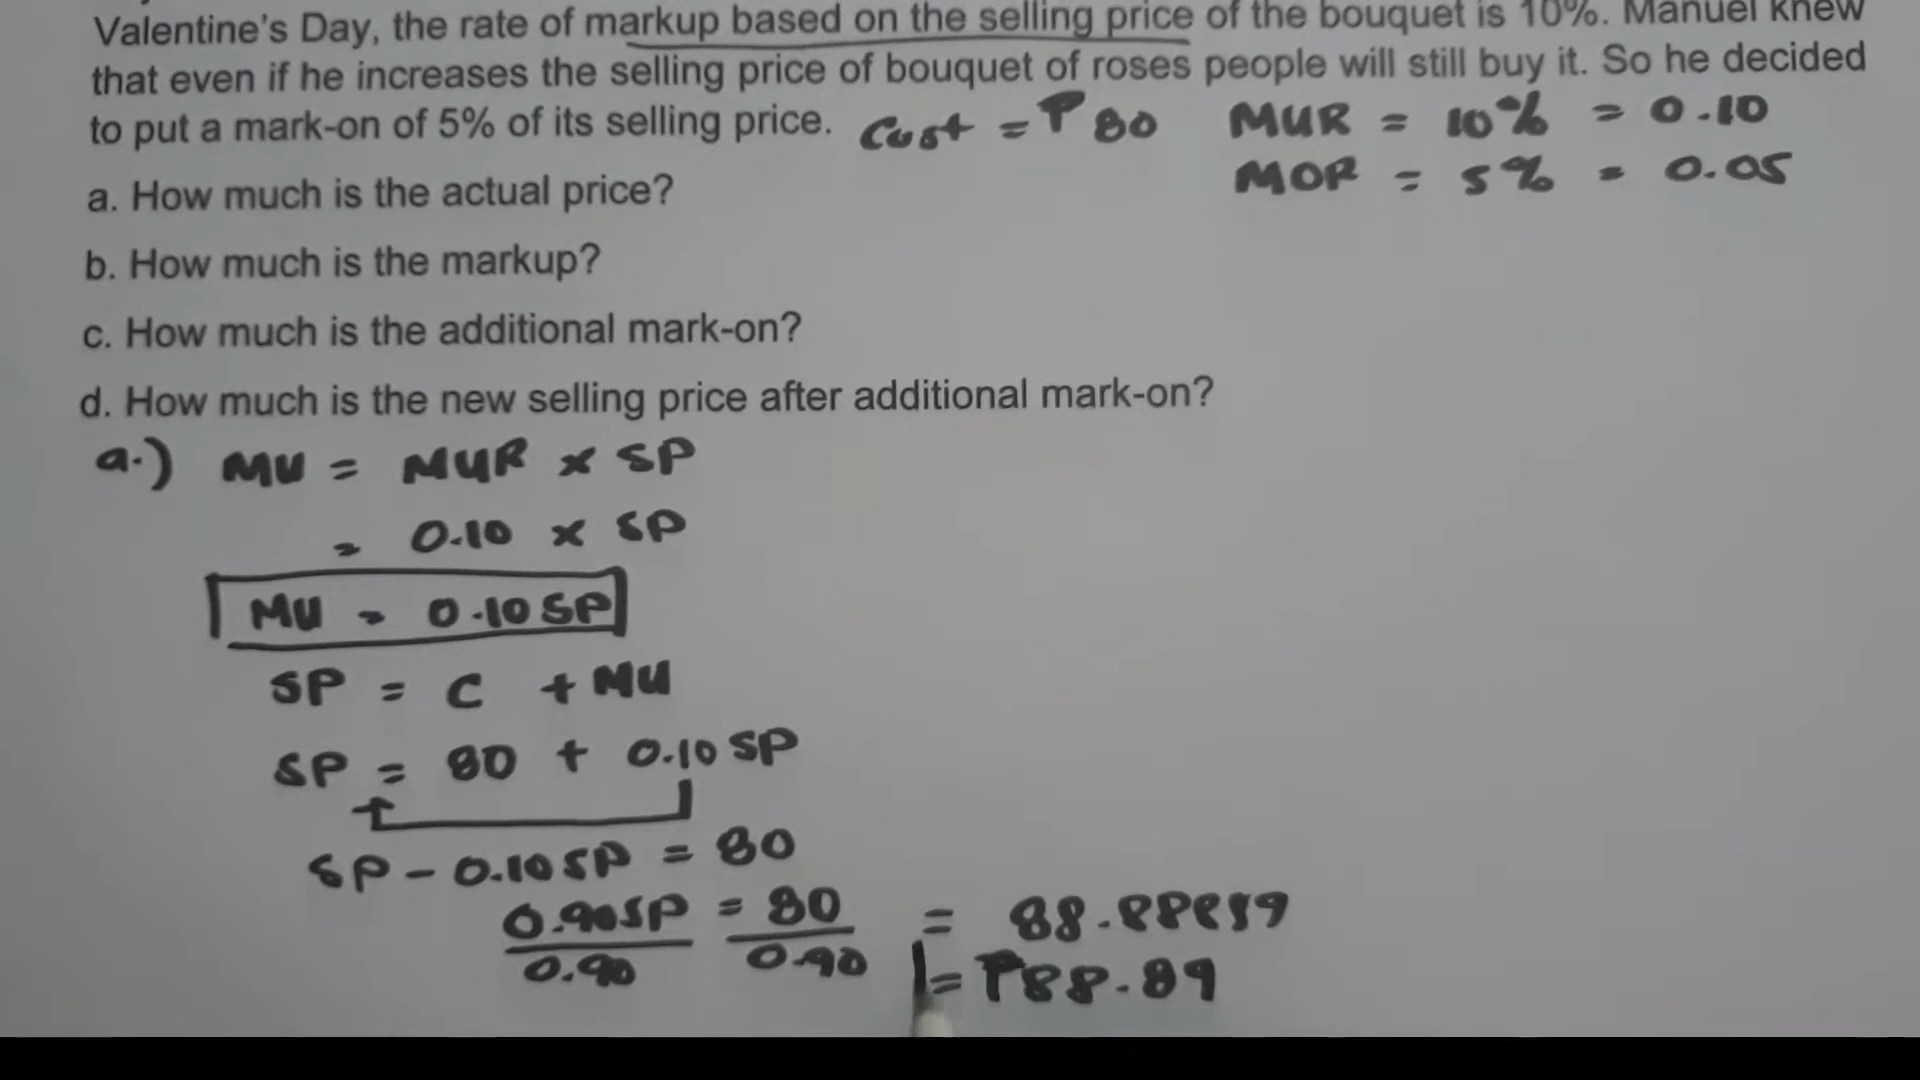 Valentine's Day, the rate of markup based on the selling price of the bouquet is 10%. Manuel knew
that even if he increases the selling price of bouquet of roses people will still buy it. So he decided
to put a mark-on of 5% of its selling price. Cost = ₱80 MUR = 10% = 0.10
MOR = 5% = 0.05
a. How much is the actual price?
b. How much is the markup?
c. How much is the additional mark-on?
d. How much is the new selling price after additional mark-on?
a.) MU = MUR x SP
= 0.10 x SP
MU = 0.10 SP
SP = C + MU
SP = 80 + 0.10 SP
SP - 0.10 SP = 80
0.90SP = 80 = 88.88889
0.90 0.90 = ₱88.89